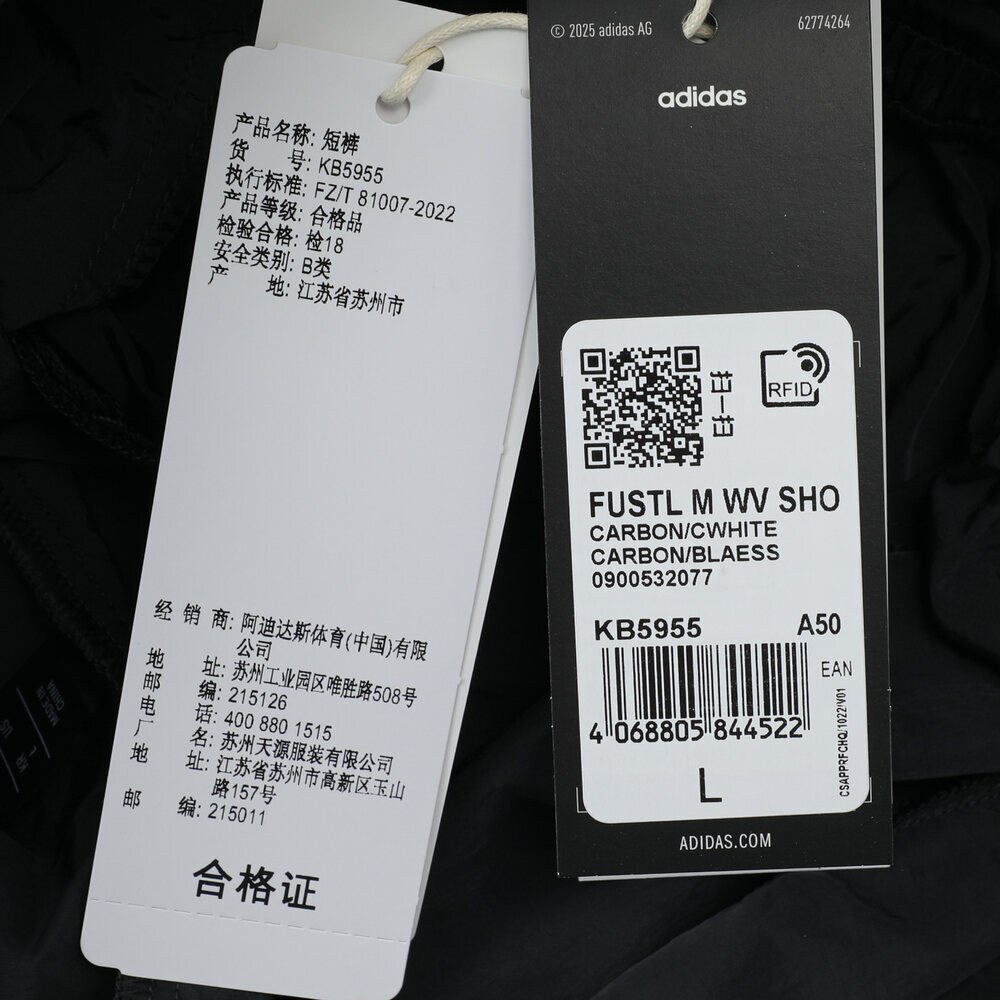 产品名称: 短裤
货 号: KB5955
执行标准: FZ/T 81007-2022
产品等级: 合格品
检验合格: 检18
安全类别: B类
产 地: 江苏省苏州市
经 销 商: 阿迪达斯体育(中国)有限
公司
地 址: 苏州工业园区唯胜路508号
邮 编: 215126
电 话: 400 880 1515
厂 名: 苏州天源服装有限公司
地 址: 江苏省苏州市高新区玉山
路157号
邮 编: 215011
合格证
© 2025 adidas AG
62774264
adidas
RFID
FUSTL M WV SHO
CARBON/CWHITE
CARBON/BLAESS
0900532077
KB5955 A50
EAN
4 068805 844522
CSAPPRFCHQ/1022/V01
L
ADIDAS.COM